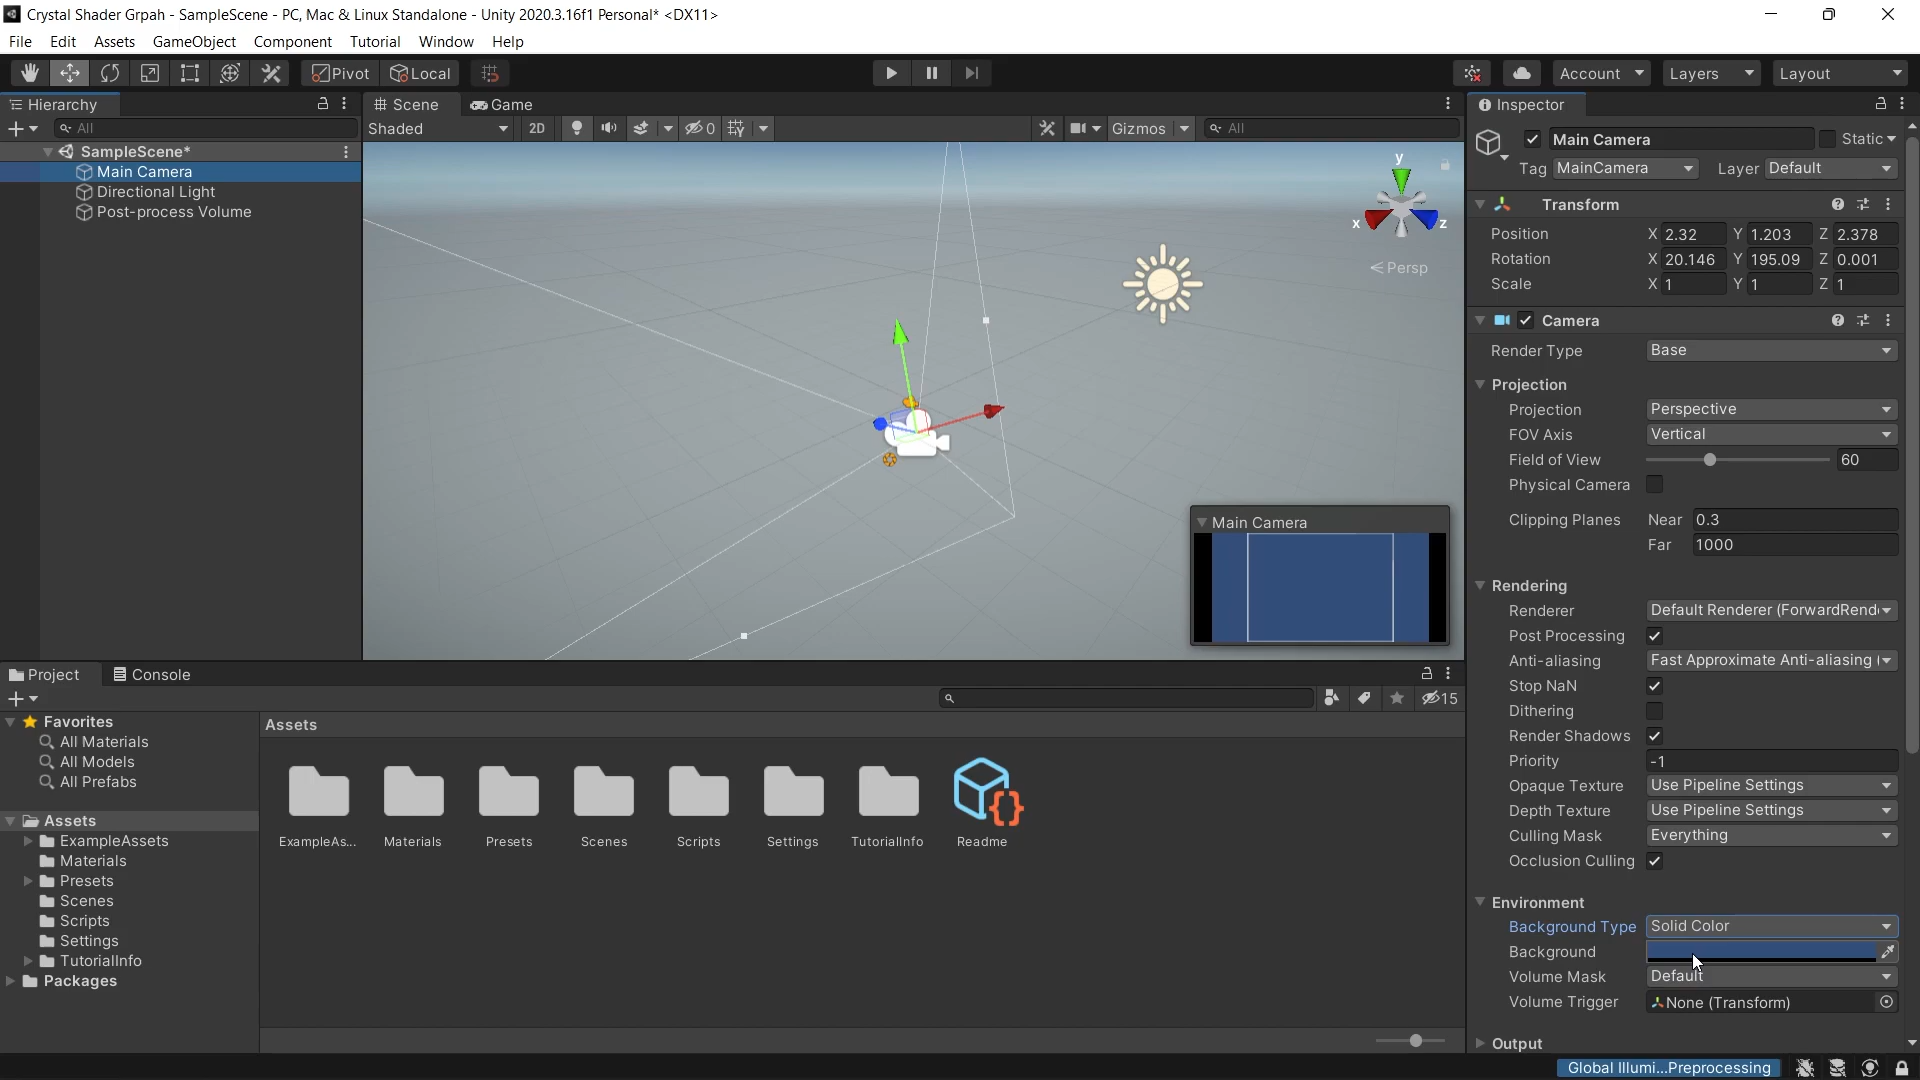 Crystal Shader Grpah - SampleScene - PC, Mac & Linux Standalone - Unity 2020.3.16f1 Personal* <DX11>
File Edit Assets GameObject Component Tutorial Window Help
Pivot Local Account Layers Layout
Hierarchy
All
SampleScene*
Main Camera
Directional Light
Post-process Volume
Scene Game
Shaded 2D 0 Gizmos All
y
x z
Persp
Main Camera
Inspector
Main Camera Static
Tag MainCamera Layer Default
Transform
Position X 2.32 Y 1.203 Z 2.378
Rotation X 20.146 Y 195.09 Z 0.001
Scale X 1 Y 1 Z 1
Camera
Render Type Base
Projection
Projection Perspective
FOV Axis Vertical
Field of View 60
Physical Camera
Clipping Planes Near 0.3
Far 1000
Rendering
Renderer Default Renderer (ForwardRend
Post Processing
Anti-aliasing Fast Approximate Anti-aliasing (
Stop NaN
Dithering
Render Shadows
Priority -1
Opaque Texture Use Pipeline Settings
Depth Texture Use Pipeline Settings
Culling Mask Everything
Occlusion Culling
Environment
Background Type Solid Color
Background
Volume Mask Default
Volume Trigger None (Transform)
Output
Project Console
15
Favorites
All Materials
All Models
All Prefabs
Assets
ExampleAssets
Materials
Presets
Scenes
Scripts
Settings
TutorialInfo
Packages
Assets
ExampleAs... Materials Presets Scenes Scripts Settings TutorialInfo Readme
Global Illumi...Preprocessing